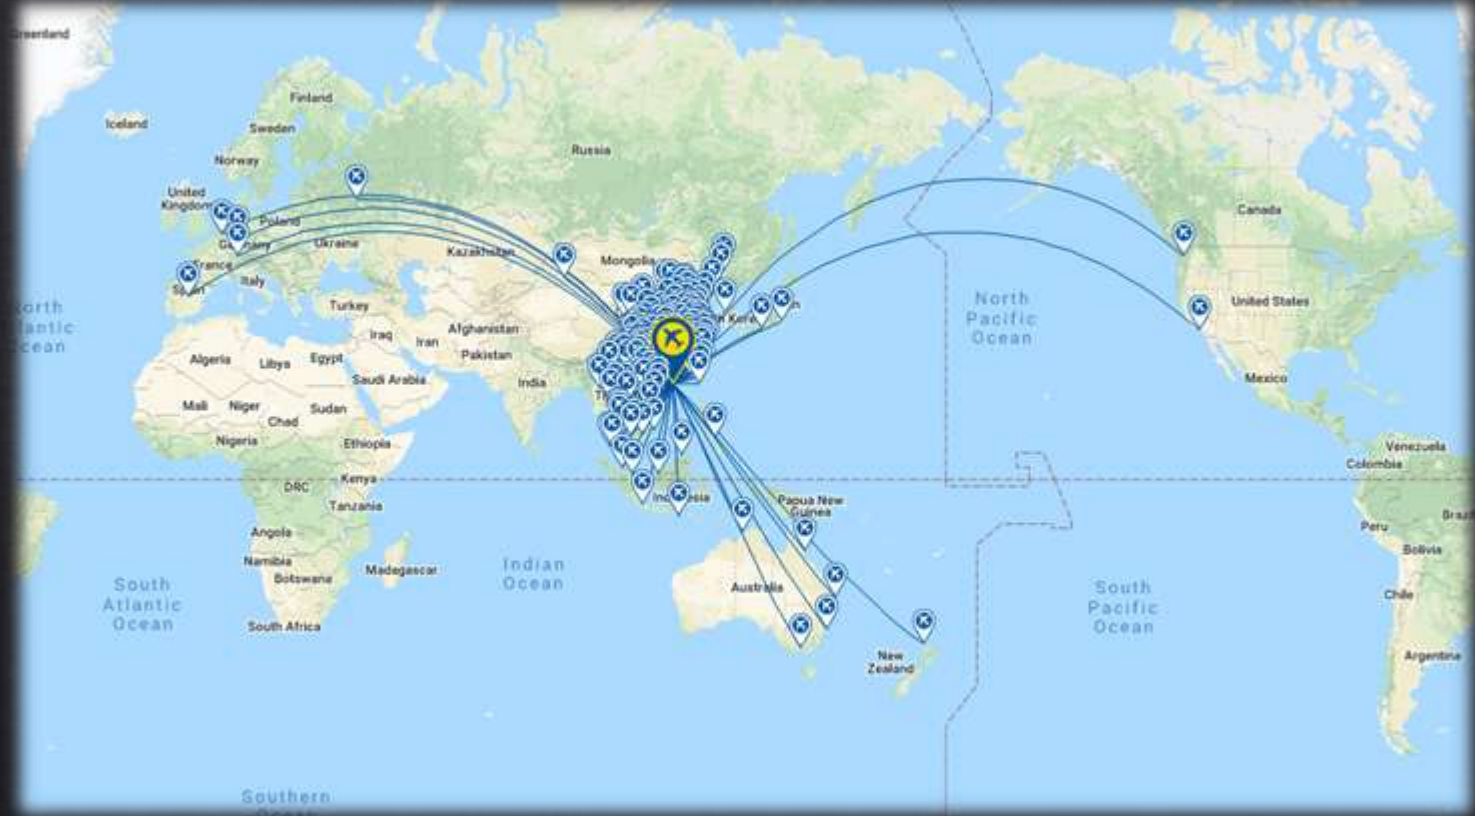 Greenland
Finland
Iceland
Sweden
Russia
Norway
United
Kingdom
Canada
Poland
Germany
Ukraine
Kazakhstan
Mongolia
France
Italy
Spain
North
Pacific
Ocean
United States
Turkey
Afghanistan
Iraq
Iran
Pakistan
Algeria
Libya
Egypt
Saudi Arabia
India
Mexico
Mali
Niger
Sudan
Chad
Nigeria
Ethiopia
Venezuela
Colombia
DRC
Kenya
Tanzania
Indonesia
Papua New
Guinea
Peru
Brazil
Angola
Bolivia
Namibia
Botswana
Madagascar
Indian
Ocean
Australia
South
Atlantic
Ocean
South
Pacific
Ocean
Chile
South Africa
New
Zealand
Argentina
Southern